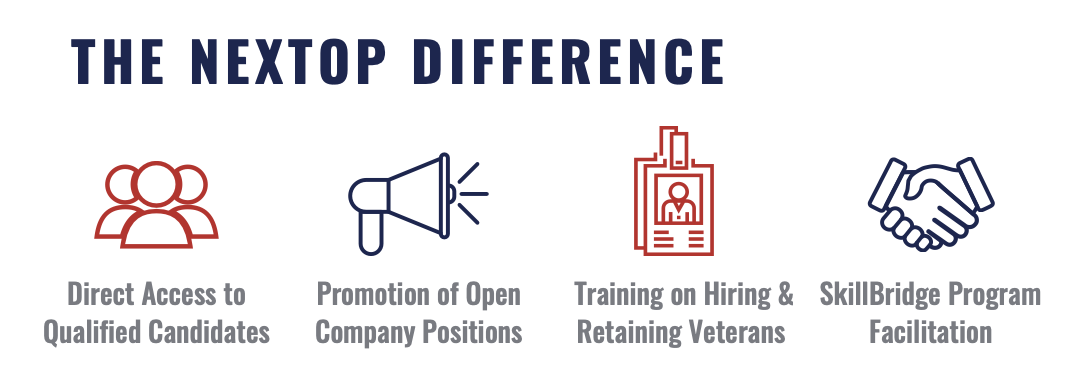 THE NEXTOP DIFFERENCE
Direct Access to
Qualified Candidates
Promotion of Open
Company Positions
Training on Hiring &
Retaining Veterans
SkillBridge Program
Facilitation